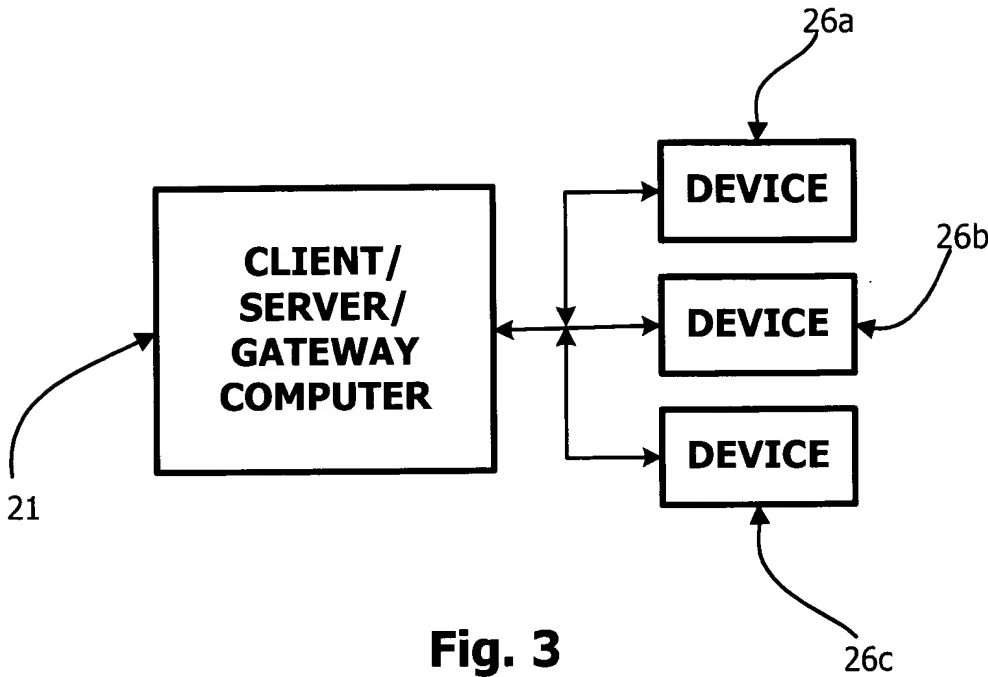 26a
DEVICE
26b
CLIENT/
SERVER/
GATEWAY
COMPUTER
DEVICE
DEVICE
21
26c
Fig. 3